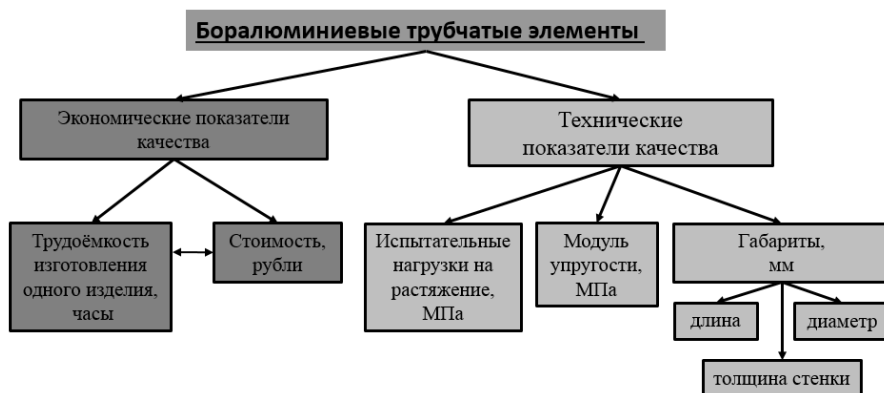 Боралюминиевые трубчатые элементы
Экономические показатели
качества
Технические
показатели качества
Трудоёмкость
изготовления
одного изделия,
часы
Стоимость,
рубли
Испытательные
нагрузки на
растяжение,
МПа
Модуль
упругости,
МПа
Габариты,
мм
длина
диаметр
толщина стенки